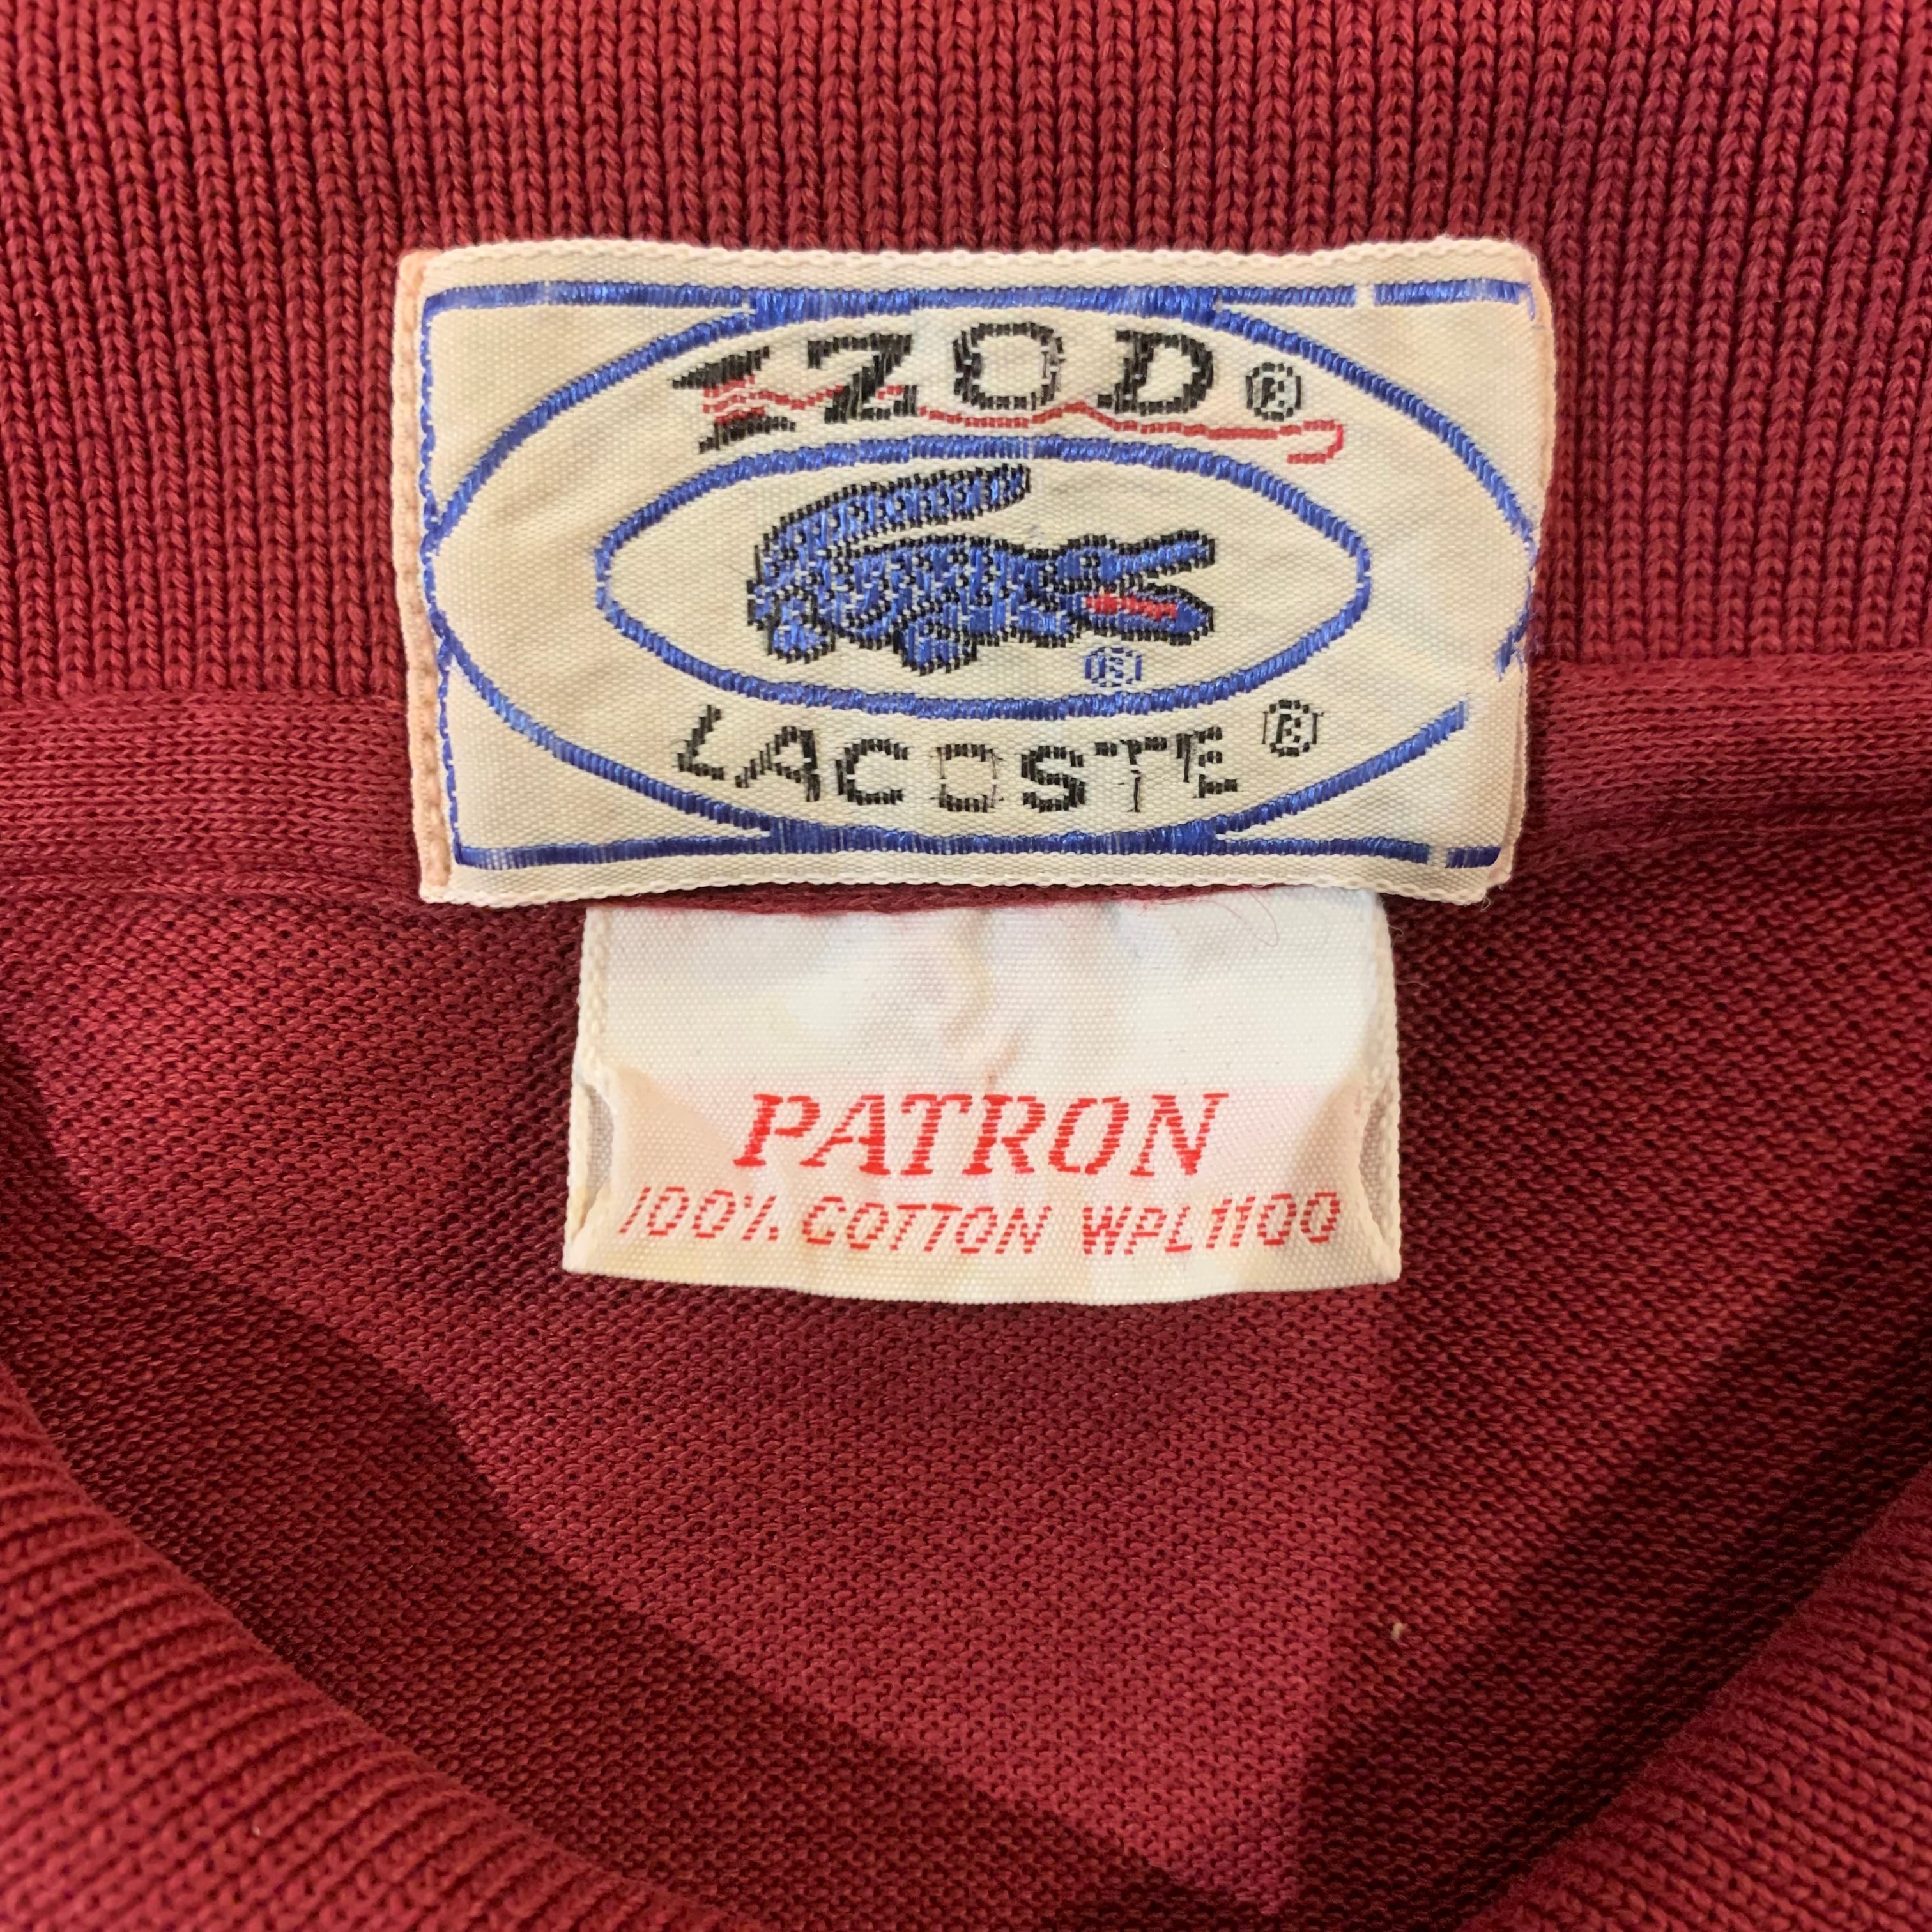 IZOD®
®
LACOSTE®
PATRON
100% COTTON WPL1100